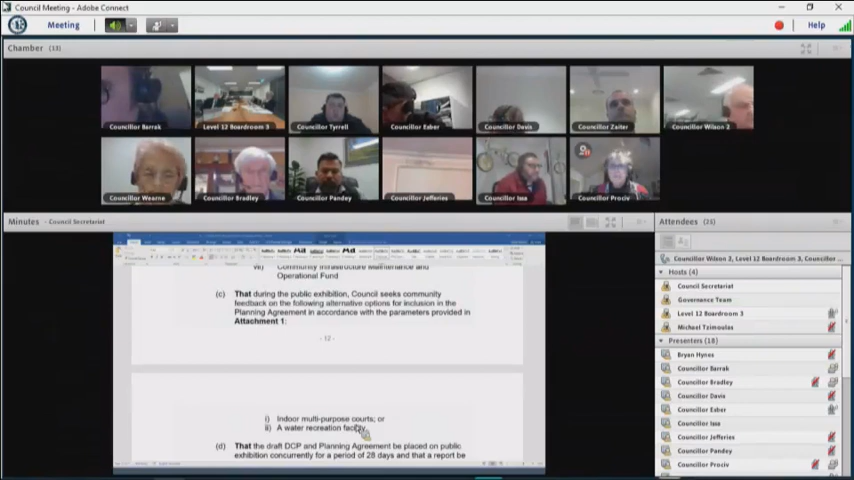 Council Meeting - Adobe Connect
Meeting
Help
Chamber (13)
Councillor Barrak
Level 12 Boardroom 3
Councillor Tyrrell
Councillor Esber
Councillor Davis
Councillor Zaiter
Councillor Wilson 2
Councillor Wearne
Councillor Bradley
Councillor Pandey
Councillor Jefferies
Councillor Issa
Councillor Prociv
Minutes - Council Secretariat
vi) Community Infrastructure Maintenance and
Operational Fund
(c) That during the public exhibition, Council seeks community
feedback on the following alternative options for inclusion in the
Planning Agreement in accordance with the parameters provided in
Attachment 1:
- 12 -
i) Indoor multi-purpose courts; or
ii) A water recreation facility.
(d) That the draft DCP and Planning Agreement be placed on public
exhibition concurrently for a period of 28 days and that a report be
Attendees (23)
Councillor Wilson 2, Level 12 Boardroom 3, Councillor ...
Hosts (4)
Council Secretariat
Governance Team
Level 12 Boardroom 3
Michael Tzimoulas
Presenters (18)
Bryan Hynes
Councillor Barrak
Councillor Bradley
Councillor Davis
Councillor Esber
Councillor Issa
Councillor Jefferies
Councillor Pandey
Councillor Prociv